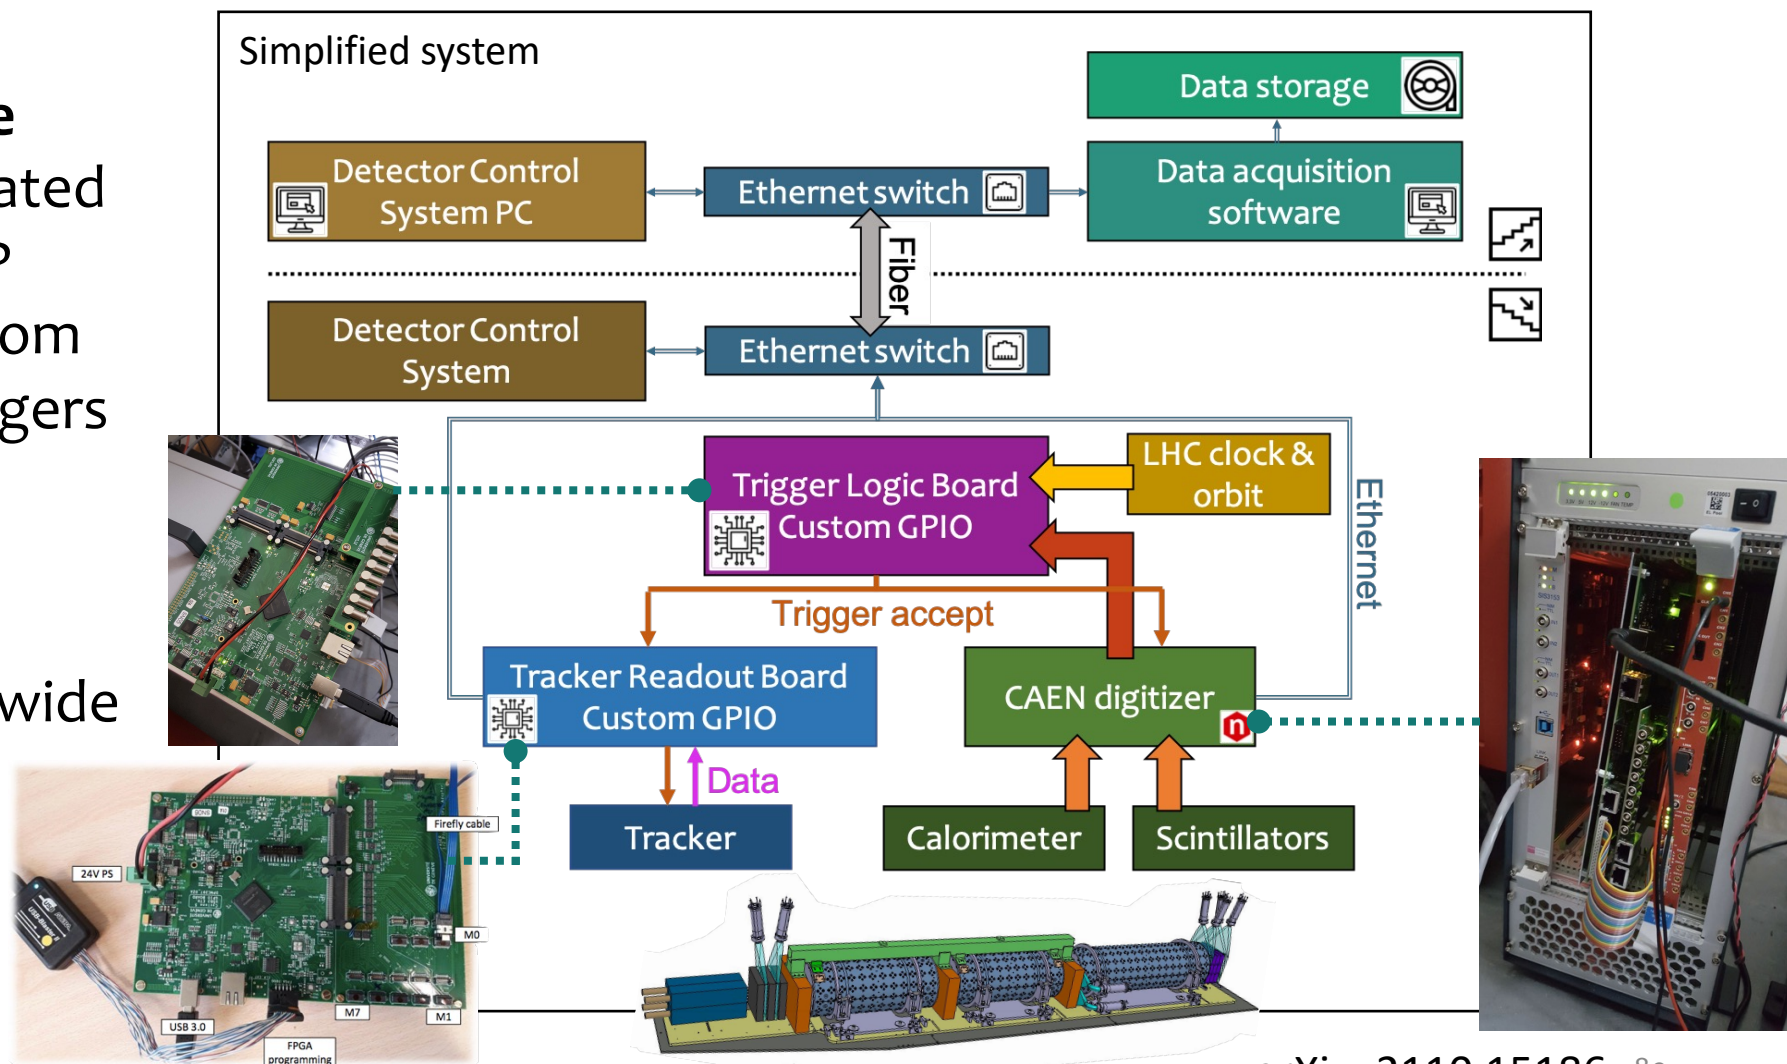 Simplified system
e
ated
?
om
gers
wide
Data storage
Detector Control
System PC
Ethernet switch
Data acquisition
software
Fiber
Detector Control
System
Ethernet switch
Trigger Logic Board
Custom GPIO
LHC clock &
orbit
Ethernet
Trigger accept
Tracker Readout Board
Custom GPIO
CAEN digitizer
n
Data
Tracker
Calorimeter
Scintillators
Firefly cable
24V PS
USB-Blaster
M0
M7
M1
USB 3.0
FPGA
programming